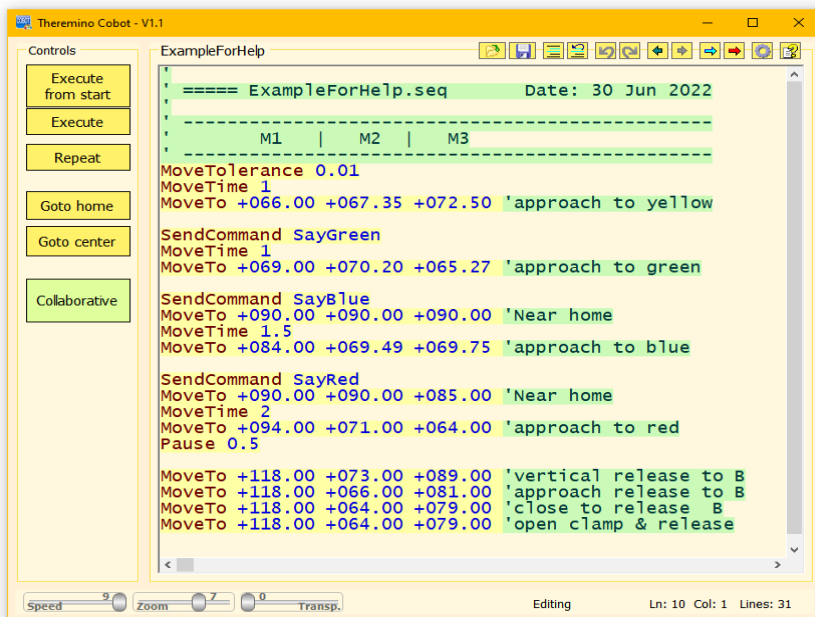 Theremino Cobot - V1.1
Controls
Execute
from start
Execute
Repeat
Goto home
Goto center
Collaborative
ExampleForHelp
'
' ===== ExampleForHelp.seq       Date: 30 Jun 2022
'
' ------------------------------------------------
'        M1   |   M2  |   M3
' ------------------------------------------------
MoveTolerance 0.01
MoveTime 1
MoveTo +066.00 +067.35 +072.50 'approach to yellow
SendCommand SayGreen
MoveTime 1
MoveTo +069.00 +070.20 +065.27 'approach to green
SendCommand SayBlue
MoveTo +090.00 +090.00 +090.00 'Near home
MoveTime 1.5
MoveTo +084.00 +069.49 +069.75 'approach to blue
SendCommand SayRed
MoveTo +090.00 +090.00 +085.00 'Near home
MoveTime 2
MoveTo +094.00 +071.00 +064.00 'approach to red
Pause 0.5
MoveTo +118.00 +073.00 +089.00 'vertical release to B
MoveTo +118.00 +066.00 +081.00 'approach release to B
MoveTo +118.00 +064.00 +079.00 'close to release  B
MoveTo +118.00 +064.00 +079.00 'open clamp & release
Speed 9 Zoom 7 0 Transp. Editing Ln: 10 Col: 1 Lines: 31